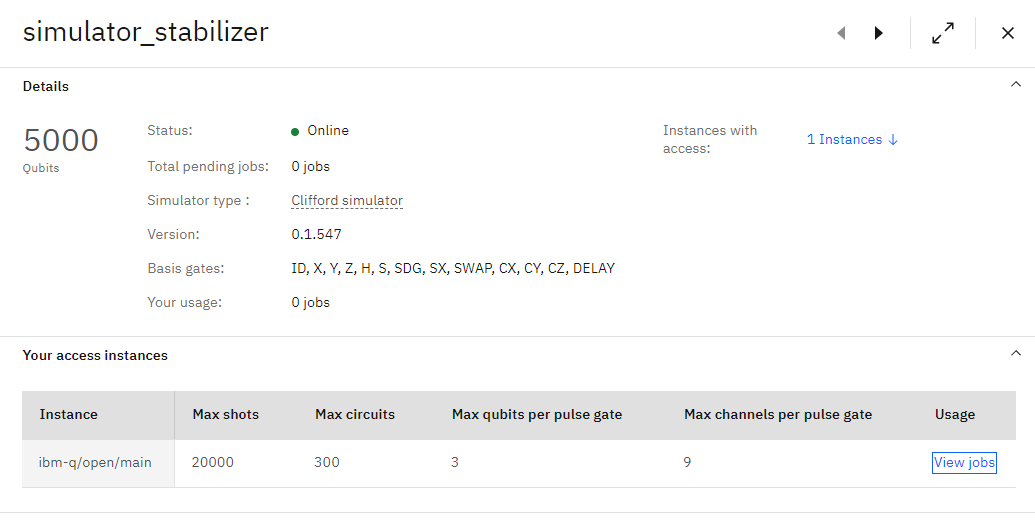 simulator_stabilizer
Details
5000
Qubits
Status: Online
Total pending jobs: 0 jobs
Simulator type : Clifford simulator
Version: 0.1.547
Basis gates: ID, X, Y, Z, H, S, SDG, SX, SWAP, CX, CY, CZ, DELAY
Your usage: 0 jobs
Instances with
access:
1 Instances ↓
Your access instances
Instance Max shots Max circuits Max qubits per pulse gate Max channels per pulse gate Usage
ibm-q/open/main 20000 300 3 9 View jobs